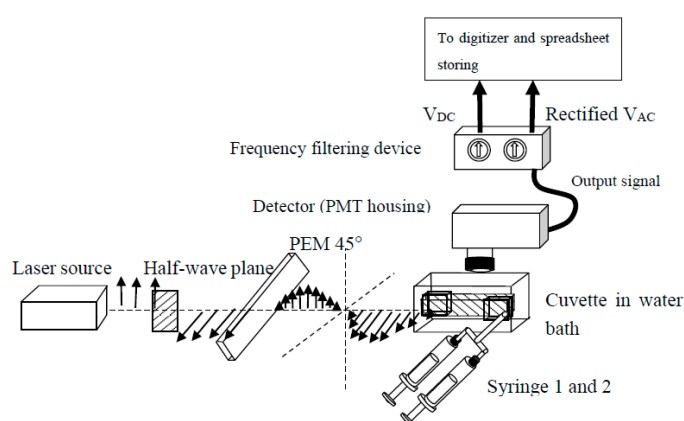 To digitizer and spreadsheet
storing
VDC
Rectified VAC
Frequency filtering device
Output signal
Detector (PMT housing)
PEM 45°
Laser source
Half-wave plane
Cuvette in water
bath
Syringe 1 and 2